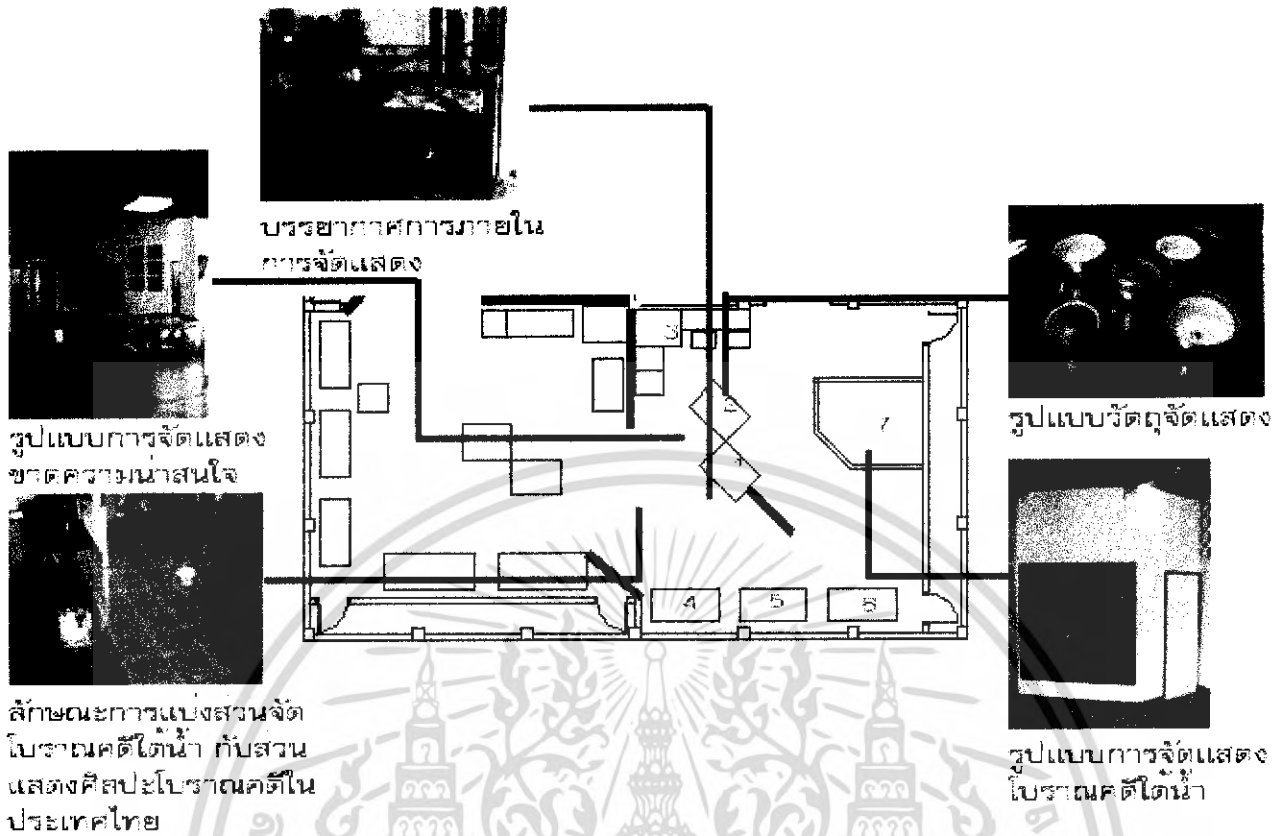 บรรยากาศการภายใน
การจัดแสดง
รูปแบบการจัดแสดง
ขาดความน่าสนใจ
รูปแบบวัตถุจัดแสดง
3
2
1
7
4
5
6
ลักษณะการแบ่งส่วนจัด
โบราณคดีใต้น้ำ กับส่วน
แสดงศิลปะโบราณคดีใน
ประเทศไทย
รูปแบบการจัดแสดง
โบราณคดีใต้น้ำ